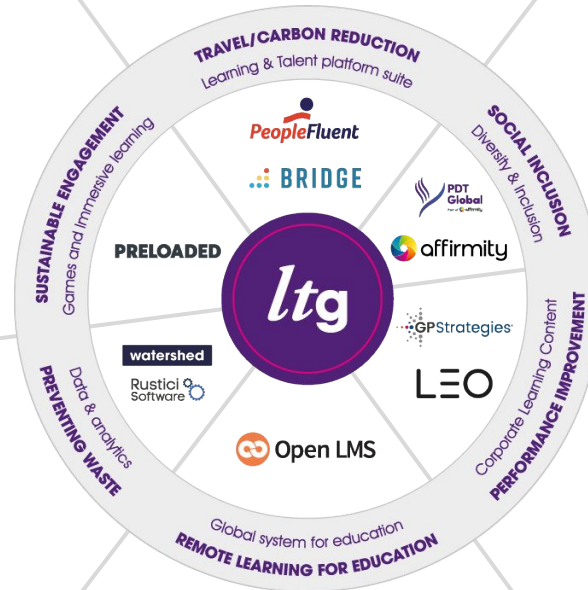 TRAVEL/CARBON REDUCTION
Learning & Talent platform suite
PeopleFluent
BRIDGE
SOCIAL INCLUSION
Diversity & Inclusion
PDT
Global
affirmity
PERFORMANCE IMPROVEMENT
Corporate Learning Content
GPStrategies
LEO
REMOTE LEARNING FOR EDUCATION
Global system for education
Open LMS
PREVENTING WASTE
Data & analytics
watershed
Rustici
Software
SUSTAINABLE ENGAGEMENT
Games and Immersive learning
PRELOADED
ltg